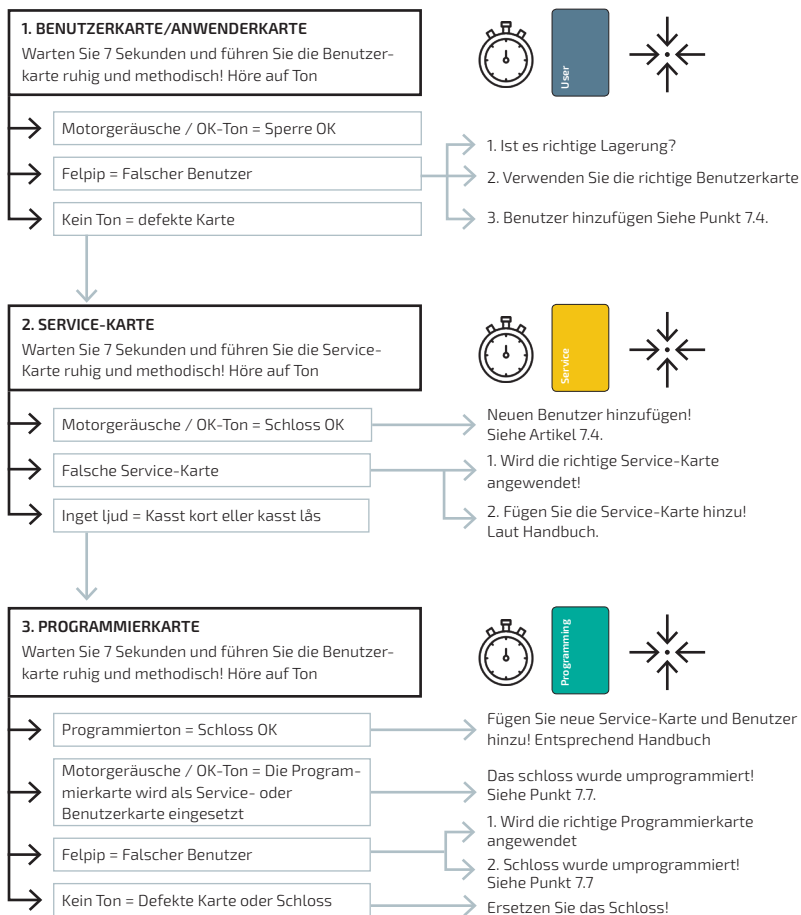 1. BENUTZERKARTE/ANWENDERKARTE
Warten Sie 7 Sekunden und führen Sie die Benutzer-
karte ruhig und methodisch! Höre auf Ton
User
Motorgeräusche / OK-Ton = Sperre OK
Felpip = Falscher Benutzer
Kein Ton = defekte Karte
1. Ist es richtige Lagerung?
2. Verwenden Sie die richtige Benutzerkarte
3. Benutzer hinzufügen Siehe Punkt 7.4.
2. SERVICE-KARTE
Warten Sie 7 Sekunden und führen Sie die Service-
Karte ruhig und methodisch! Höre auf Ton
Service
Motorgeräusche / OK-Ton = Schloss OK
Neuen Benutzer hinzufügen!
Siehe Artikel 7.4.
Falsche Service-Karte
1. Wird die richtige Service-Karte
angewendet!
2. Fügen Sie die Service-Karte hinzu!
Laut Handbuch.
Inget ljud = Kasst kort eller kasst lås
3. PROGRAMMIERKARTE
Warten Sie 7 Sekunden und führen Sie die Benutzer-
karte ruhig und methodisch! Höre auf Ton
Programming
Programmierton = Schloss OK
Fügen Sie neue Service-Karte und Benutzer
hinzu! Entsprechend Handbuch
Motorgeräusche / OK-Ton = Die Program-
mierkarte wird als Service- oder
Benutzerkarte eingesetzt
Das schloss wurde umprogrammiert!
Siehe Punkt 7.7.
Felpip = Falscher Benutzer
1. Wird die richtige Programmierkarte
angewendet
2. Schloss wurde umprogrammiert!
Siehe Punkt 7.7
Kein Ton = Defekte Karte oder Schloss
Ersetzen Sie das Schloss!